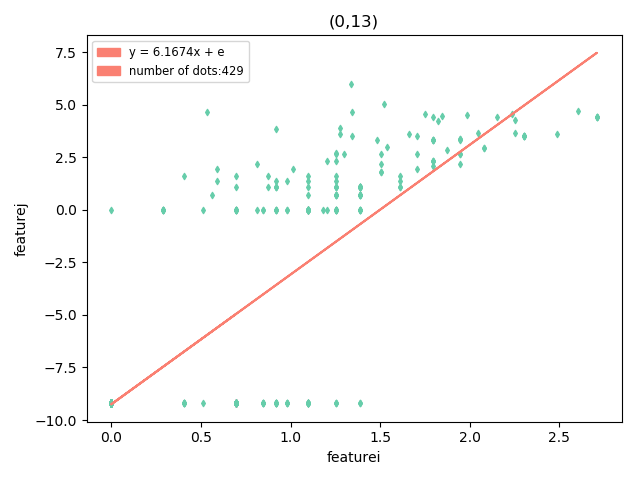 (0,13)
y = 6.1674x + e
number of dots:429
7.5
5.0
2.5
0.0
−2.5
−5.0
−7.5
−10.0
featurej
0.0 0.5 1.0 1.5 2.0 2.5
featurei